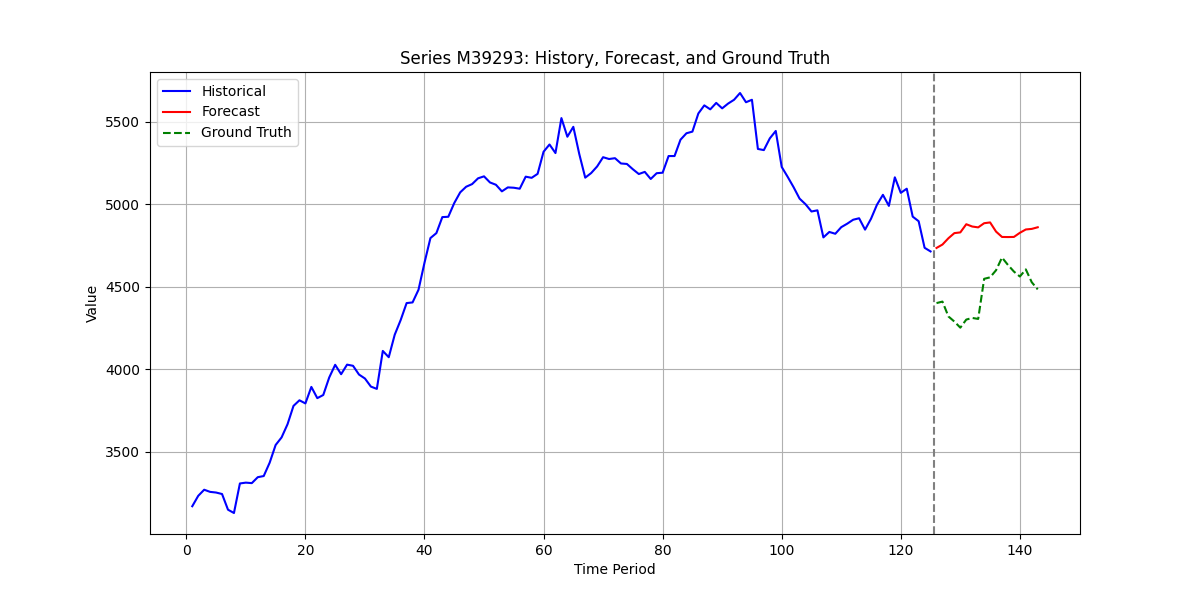 Series M39293: History, Forecast, and Ground Truth
Historical
Forecast
Ground Truth
Value
5500
5000
4500
4000
3500
0 20 40 60 80 100 120 140
Time Period